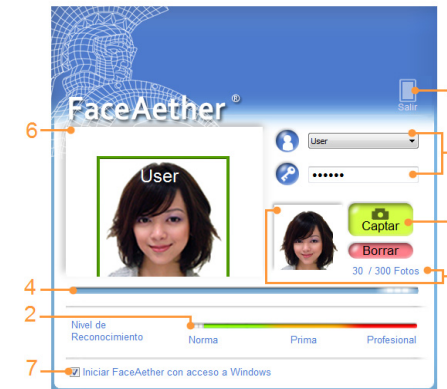 Salir
FaceAether ®
6
User
User
••••••
Captar
Borrar
30 / 300 Fotos
4
2
Nivel de
Reconocimiento
Norma
Prima
Profesional
7
Iniciar FaceAether con acceso a Windows